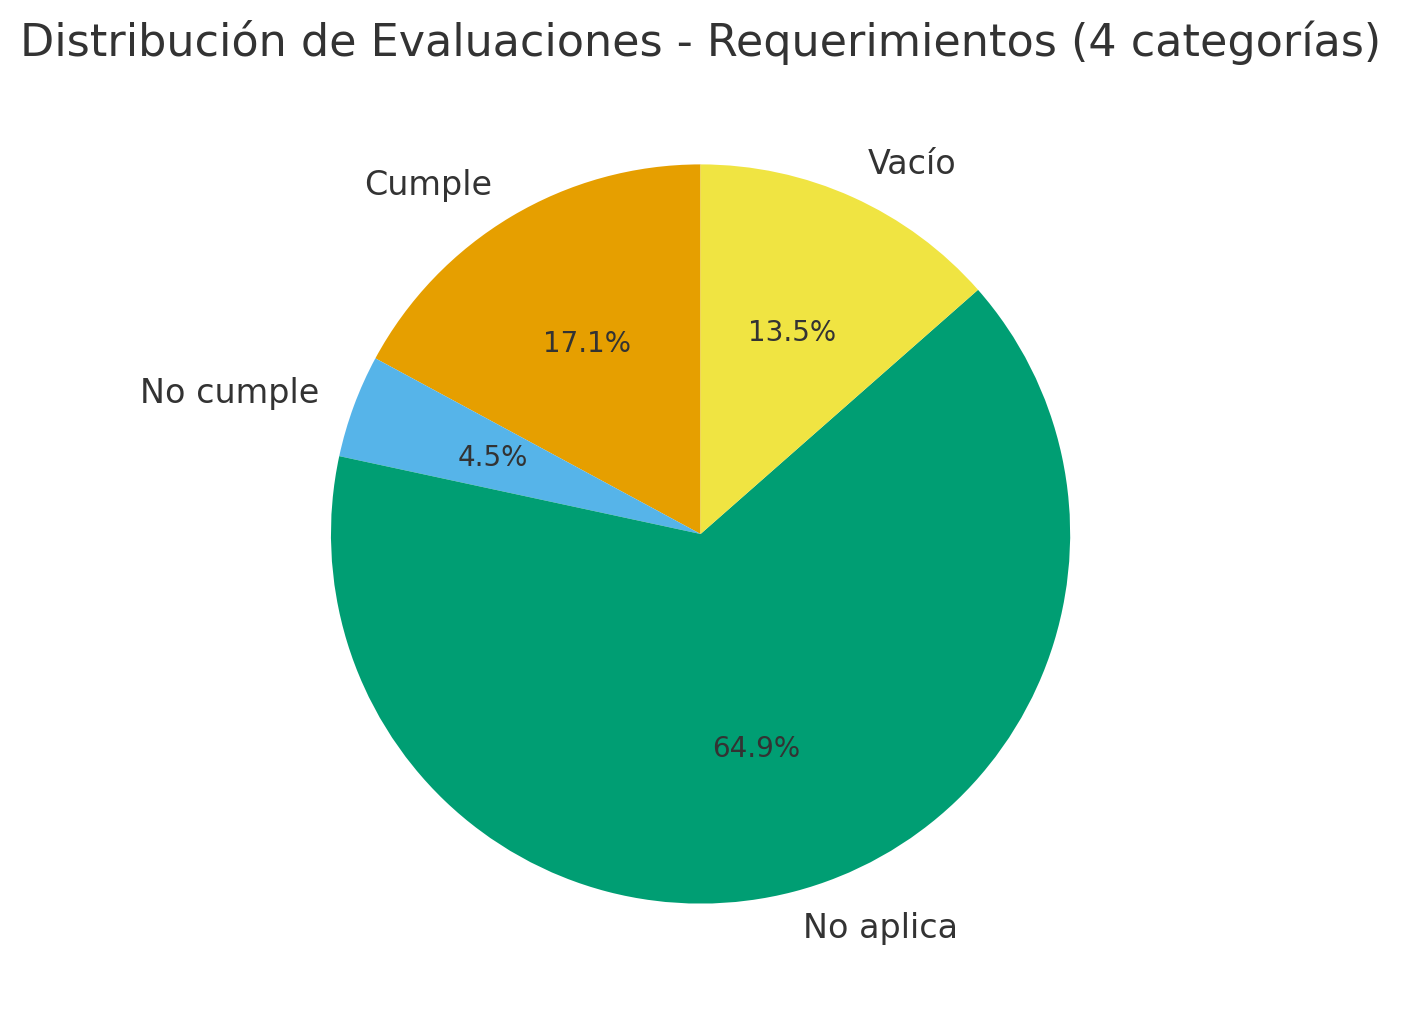 Distribución de Evaluaciones - Requerimientos (4 categorías)
Vacío
Cumple
17.1%
13.5%
No cumple
4.5%
64.9%
No aplica